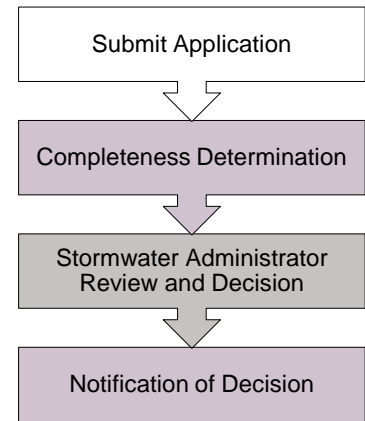 Submit Application
Completeness Determination
Stormwater Administrator
Review and Decision
Notification of Decision